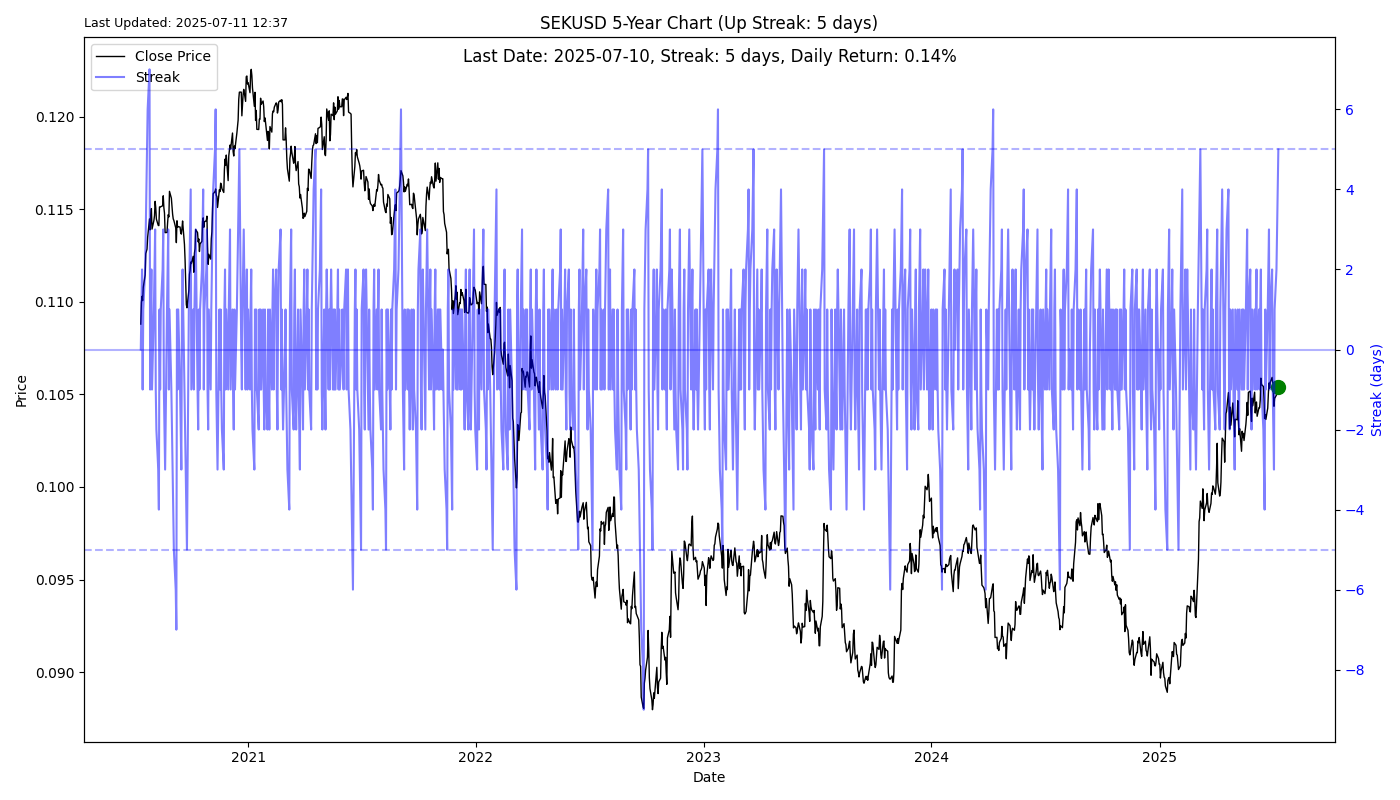 Last Updated: 2025-07-11 12:37
SEKUSD 5-Year Chart (Up Streak: 5 days)
Last Date: 2025-07-10, Streak: 5 days, Daily Return: 0.14%
Close Price
Streak
Price
0.120
0.115
0.110
0.105
0.100
0.095
0.090
6
4
2
0
−2
−4
−6
−8
Streak (days)
2021
2022
2023
2024
2025
Date